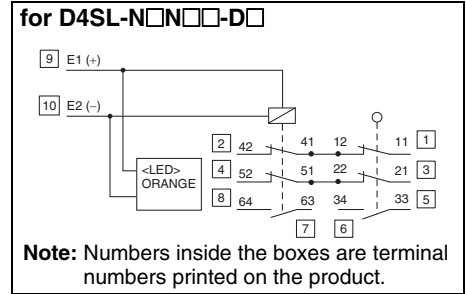 for D4SL-N□N□□-D□
9 E1 (+)
10 E2 (–)
<LED>
ORANGE
2 42 41 12 11 1
4 52 51 22 21 3
8 64 63 34 33 5
7 6
Note: Numbers inside the boxes are terminal
numbers printed on the product.